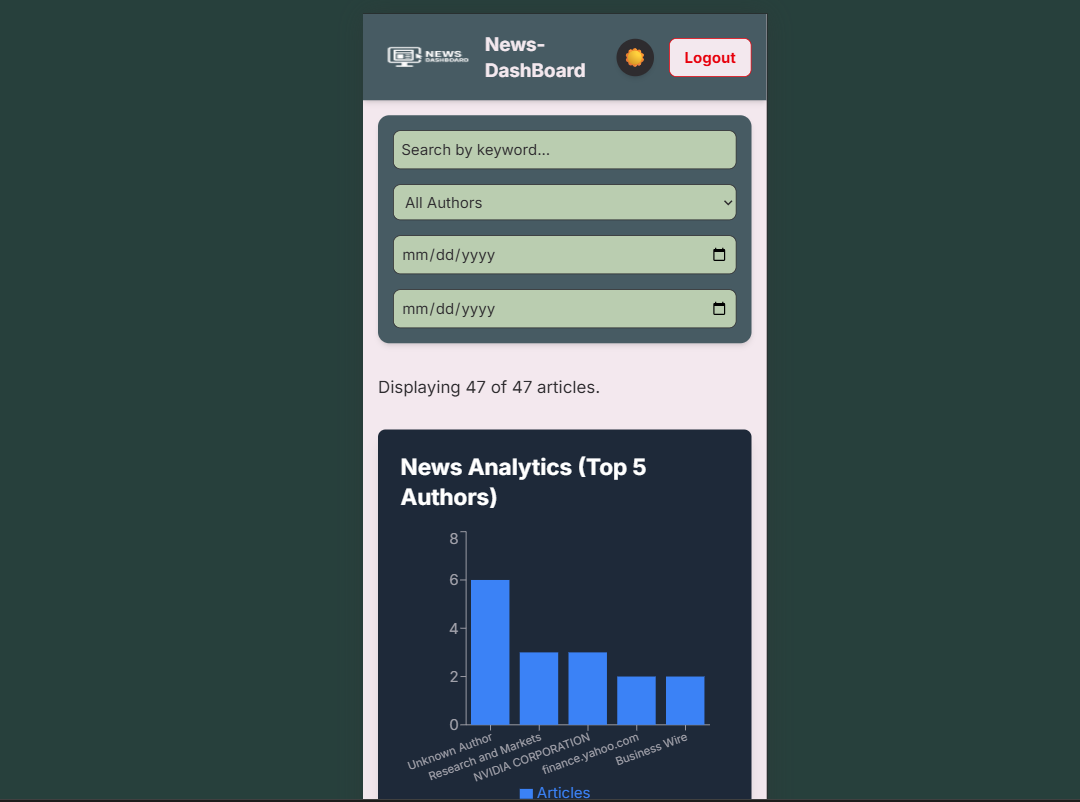 NEWS
DASHBOARD
News-
DashBoard
Logout
Search by keyword...
All Authors
mm/dd/yyyy
mm/dd/yyyy
Displaying 47 of 47 articles.
News Analytics (Top 5
Authors)
8
6
4
2
0
Unknown Author
Research and Markets
NVIDIA CORPORATION
finance.yahoo.com
Business Wire
Articles